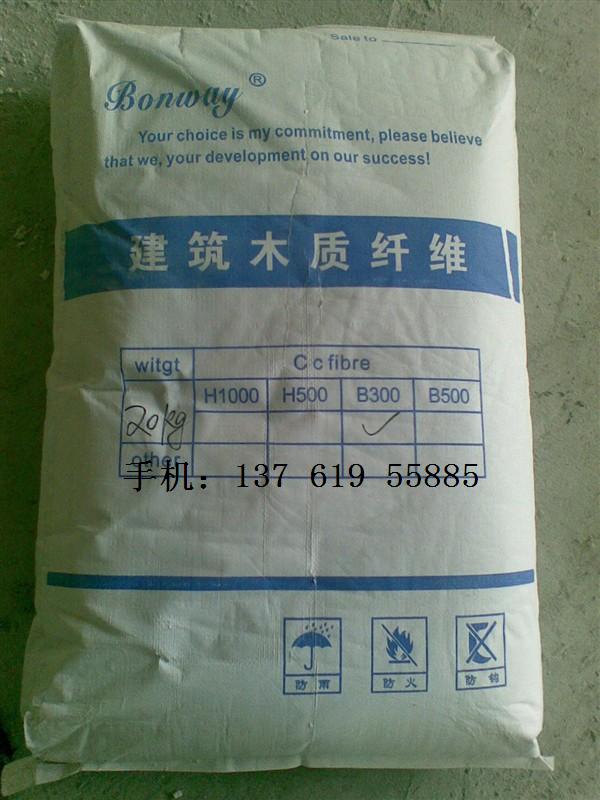 Sale to
Bonway®
Your choice is my commitment, please believe
that we, your development on our success!
建筑木质纤维
witgt C c fibre
H1000 H500 B300 B500
20kg ✓
other
手机：137 619 55885
防雨 防火 防钩